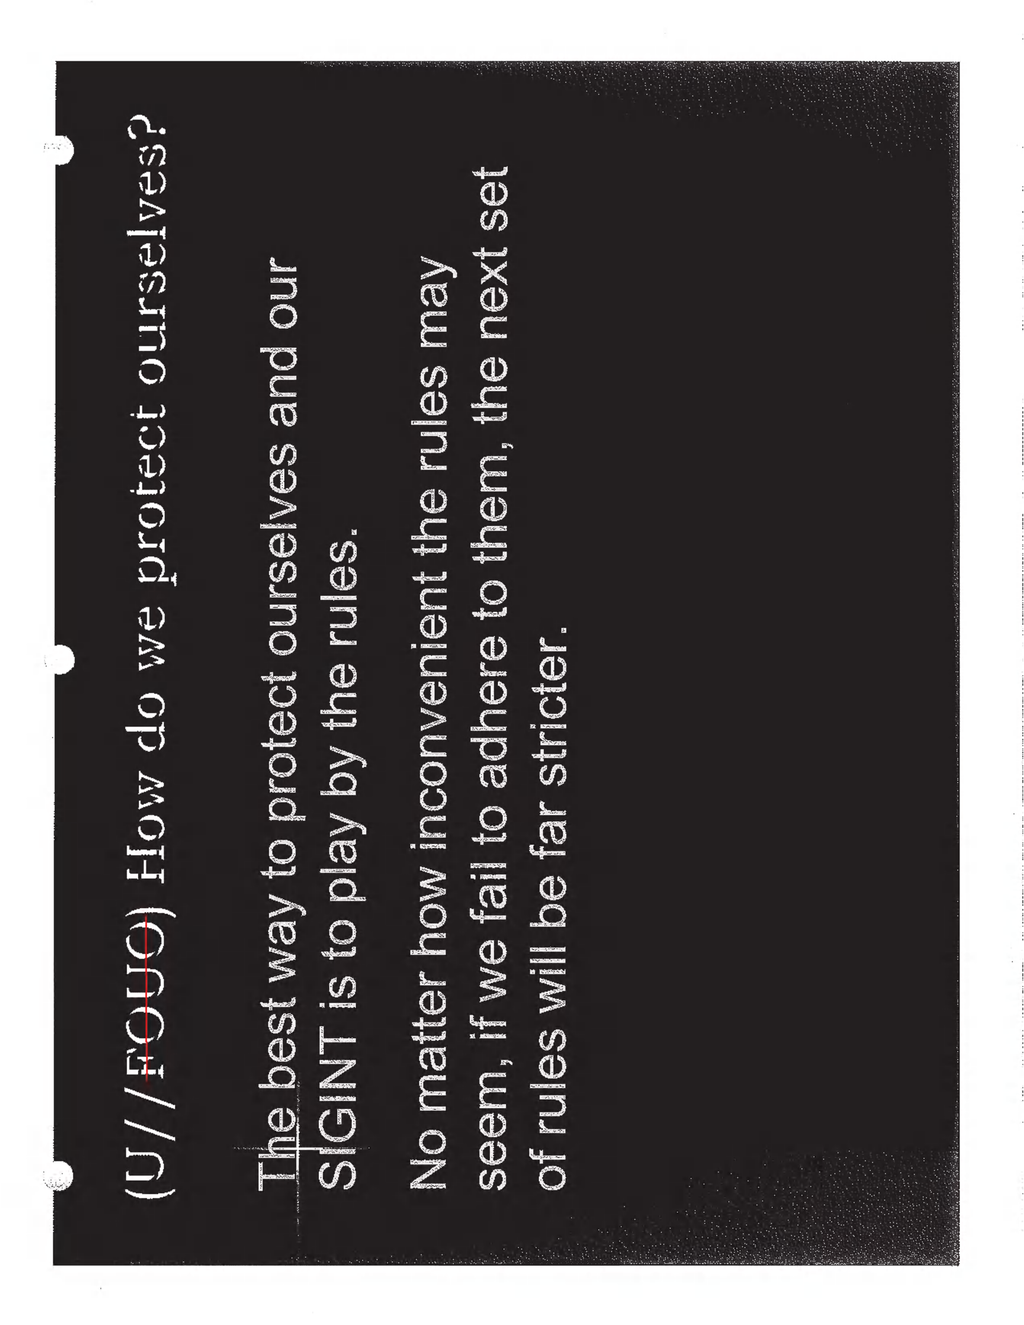 (U//FOUO) How do we protect ourselves?
The best way to protect ourselves and our
SIGINT is to play by the rules.
No matter how inconvenient the rules may
seem, if we fail to adhere to them, the next set
of rules will be far stricter.